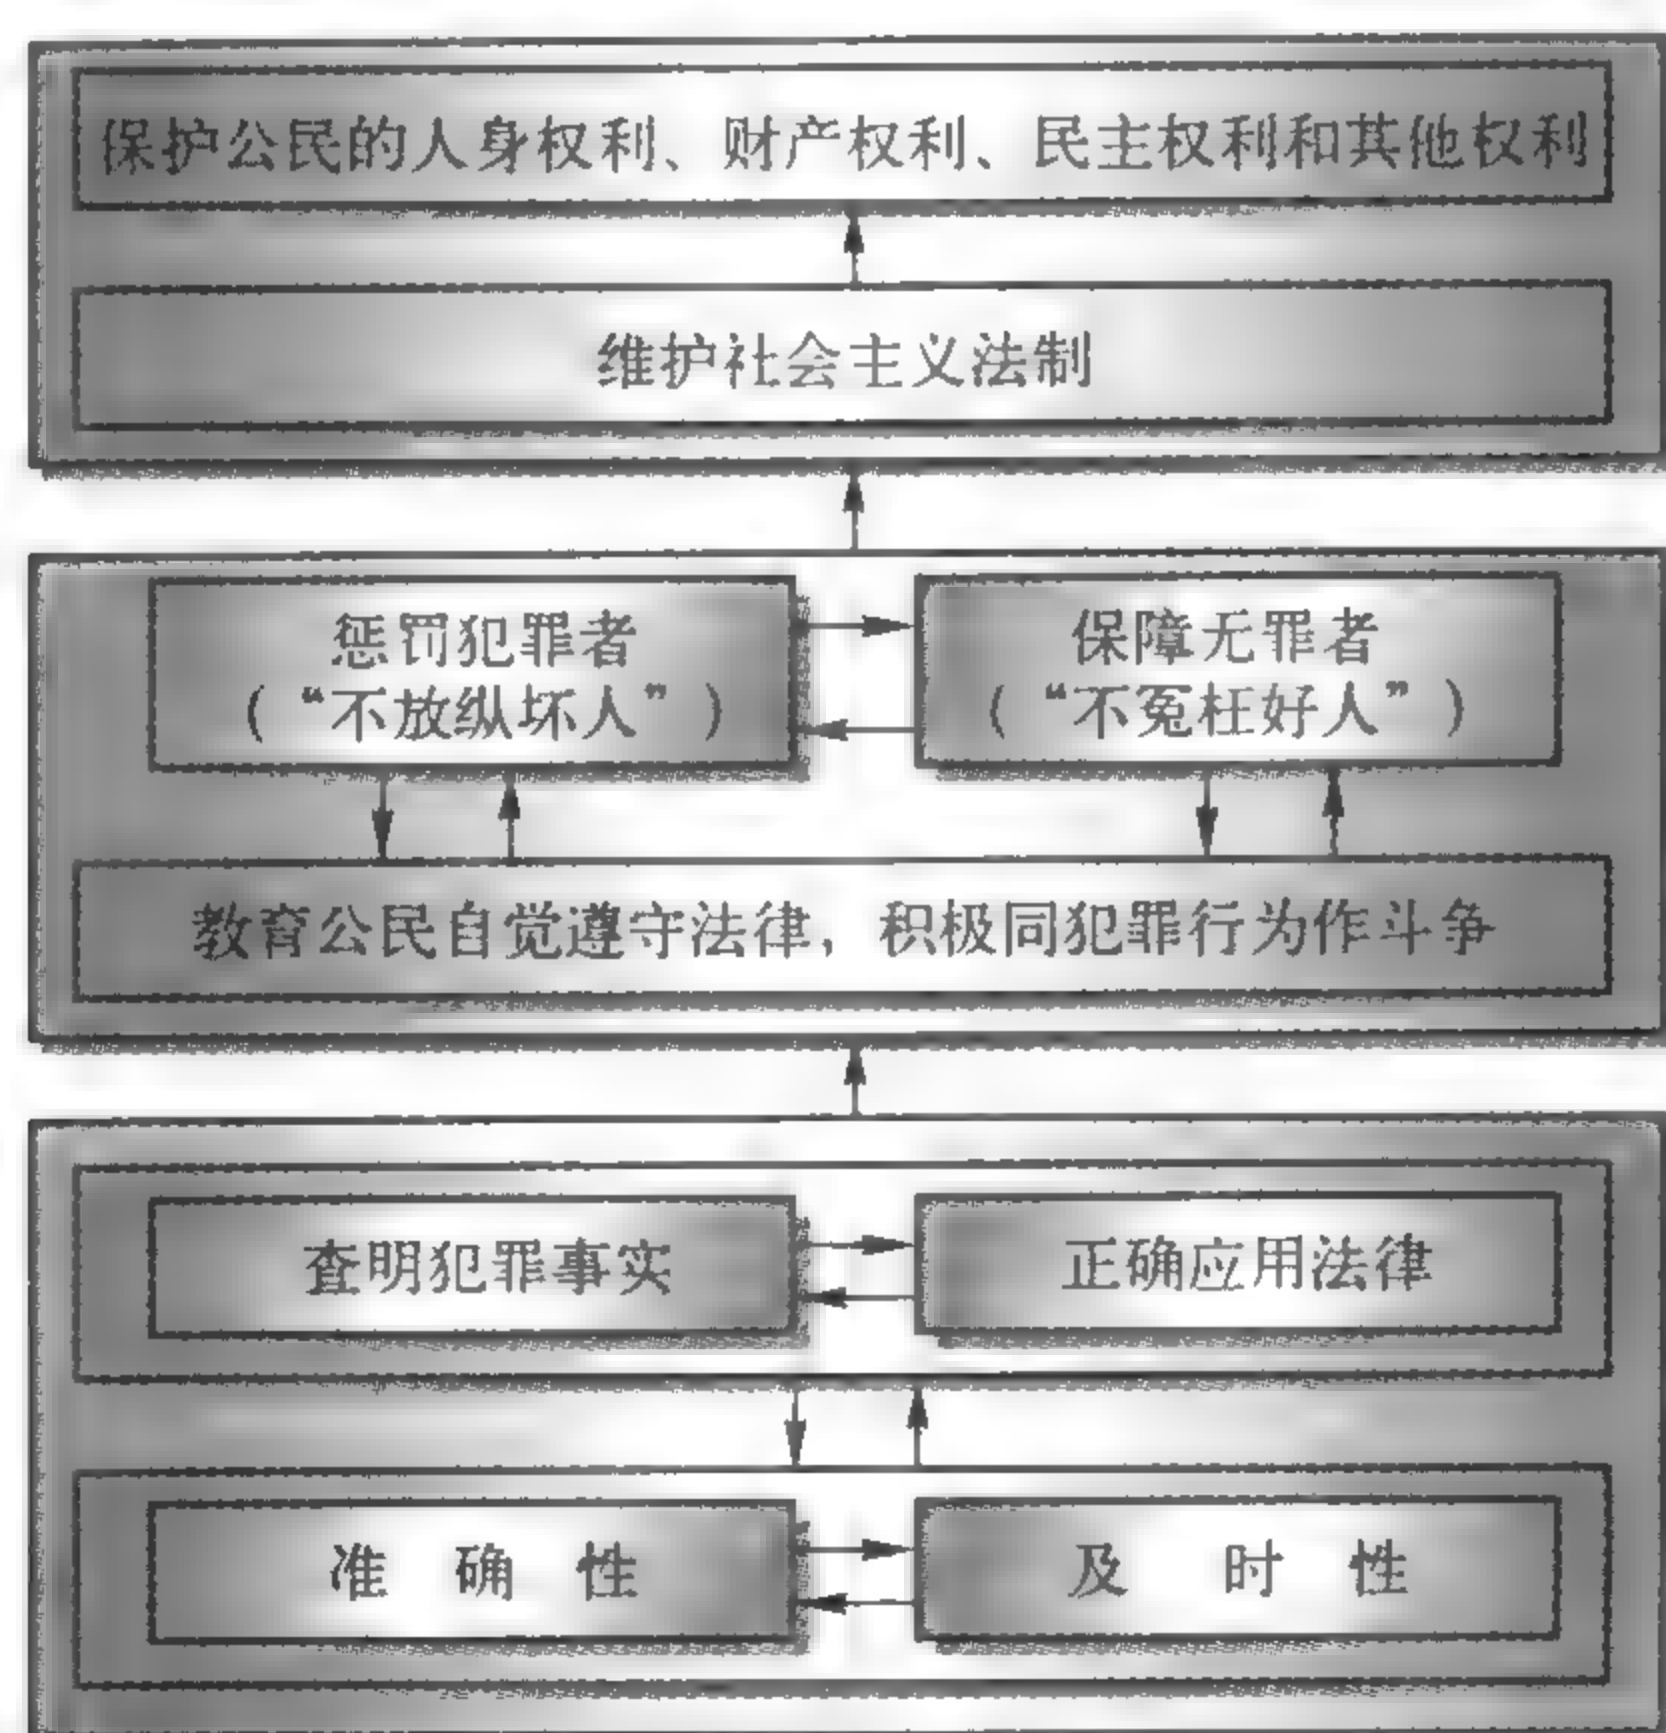 保护公民的人身权利、财产权利、民主权利和其他权利
维护社会主义法制
惩罚犯罪者
（“不放纵坏人”）
保障无罪者
（“不冤枉好人”）
教育公民自觉遵守法律，积极同犯罪行为作斗争
查明犯罪事实
正确应用法律
准 确 性
及 时 性